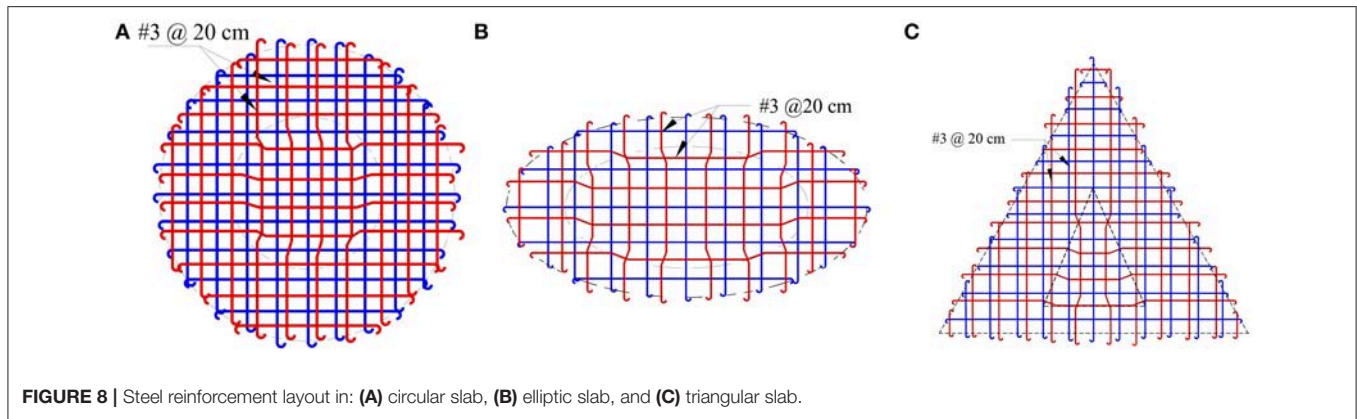 A #3 @ 20 cm
B
#3 @20 cm
C
#3 @ 20 cm
FIGURE 8 | Steel reinforcement layout in: (A) circular slab, (B) elliptic slab, and (C) triangular slab.